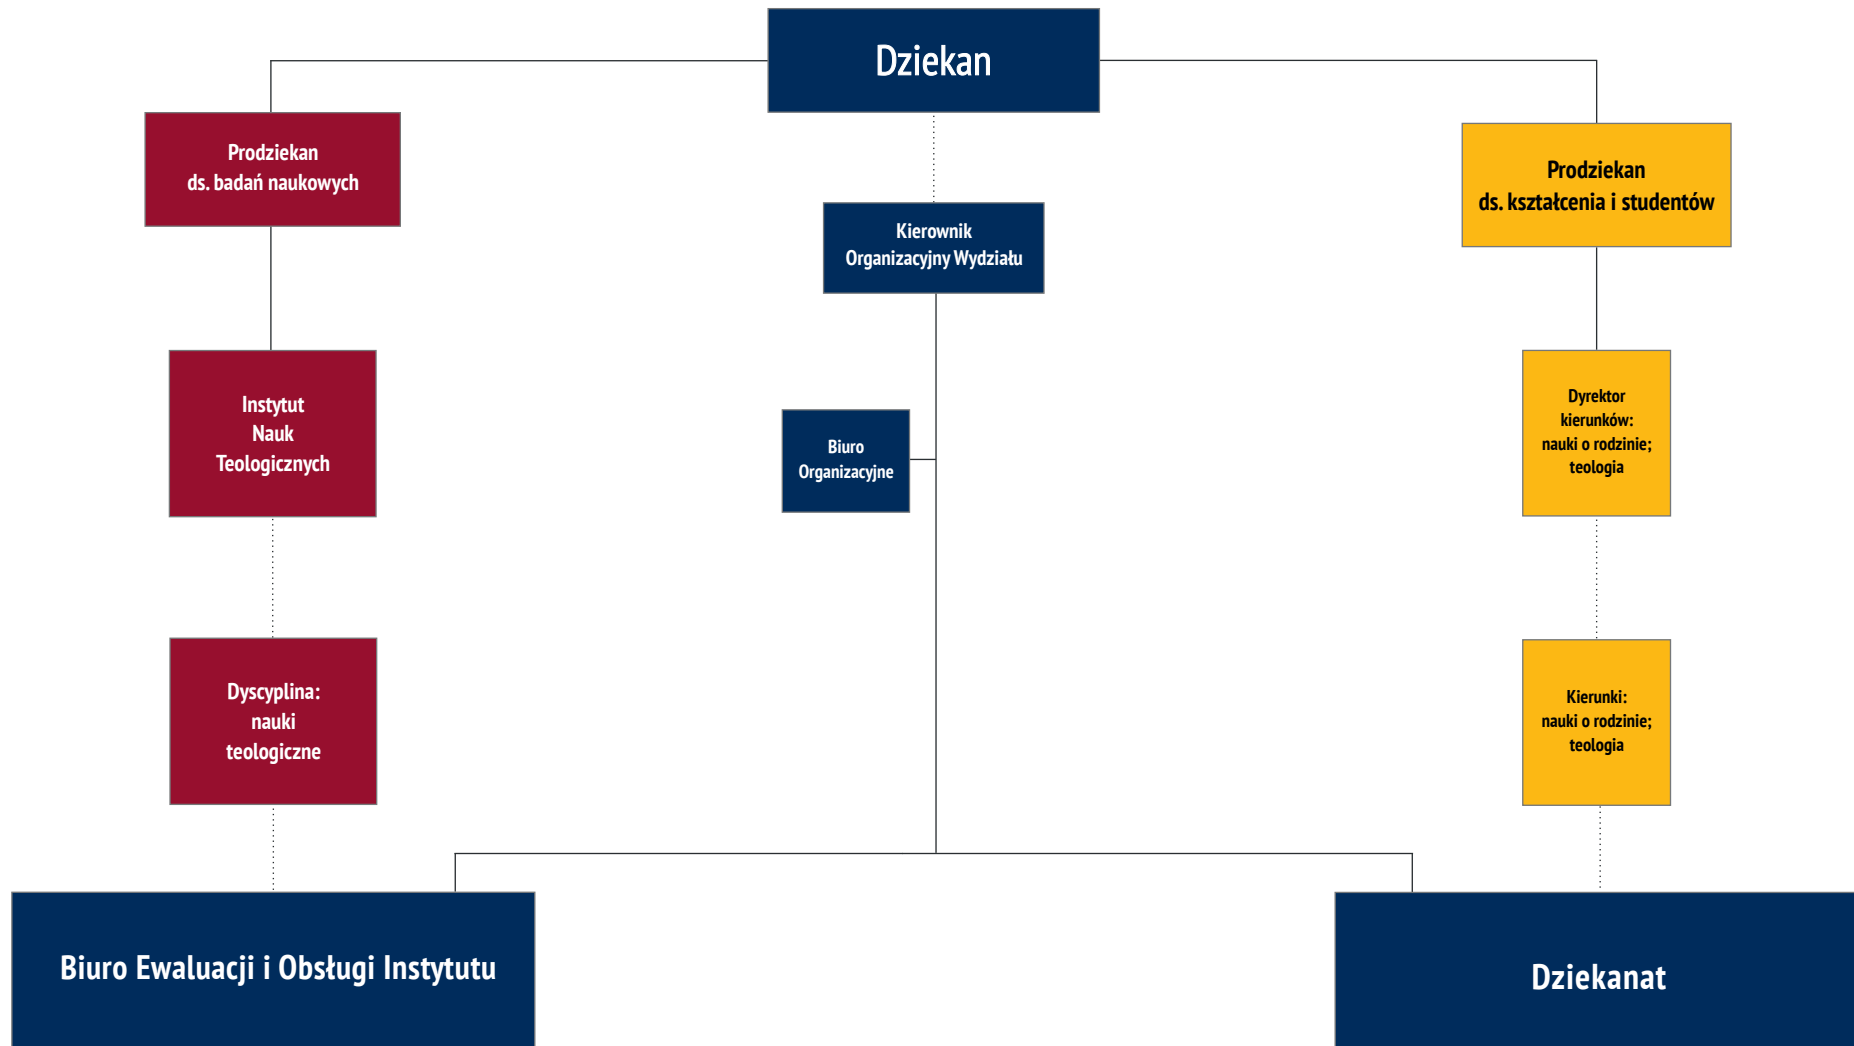 Dziekan
Prodziekan
ds. badań naukowych
Prodziekan
ds. kształcenia i studentów
Kierownik
Organizacyjny Wydziału
Instytut
Nauk
Teologicznych
Biuro
Organizacyjne
Dyrektor
kierunków:
nauki o rodzinie;
teologia
Dyscyplina:
nauki
teologiczne
Kierunki:
nauki o rodzinie;
teologia
Biuro Ewaluacji i Obsługi Instytutu
Dziekanat